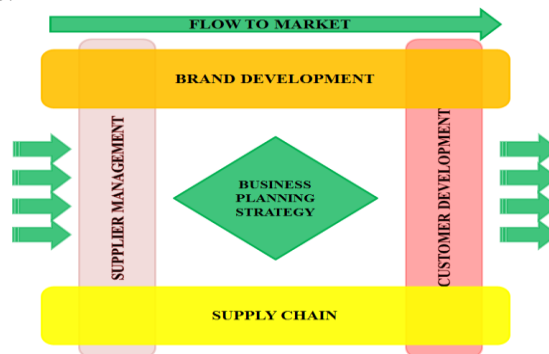 FLOW TO MARKET
BRAND DEVELOPMENT
SUPPLIER MANAGEMENT
BUSINESS
PLANNING
STRATEGY
CUSTOMER DEVELOPMENT
SUPPLY CHAIN